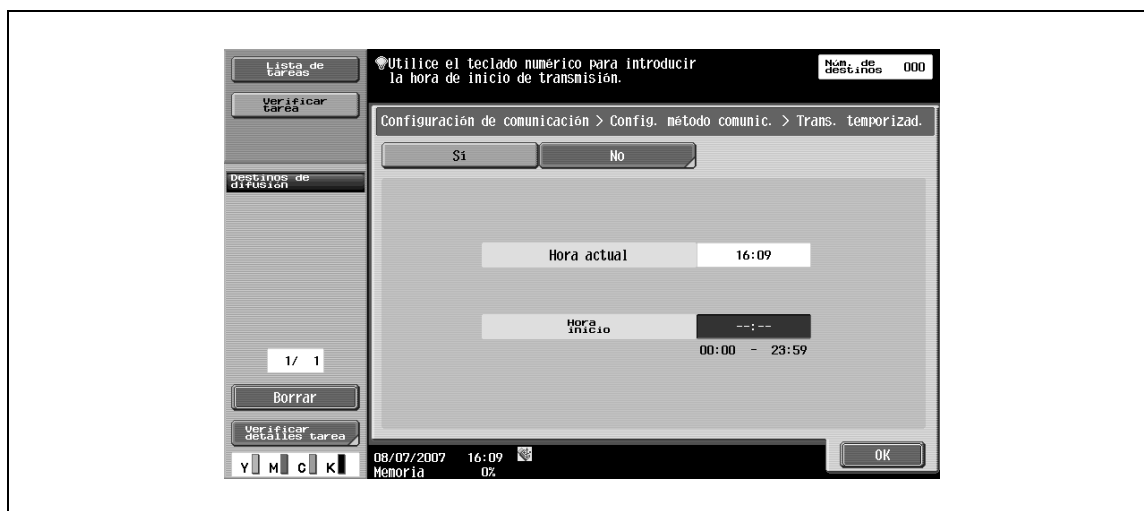 Lista de
tareas
Verificar
tarea
Destinos de
difusión
1/ 1
Borrar
Verificar
detalles tarea
Y M C K
Utilice el teclado numérico para introducir
la hora de inicio de transmisión.
Núm. de
destinos 000
Configuración de comunicación > Config. método comunic. > Trans. temporizad.
Sí No
Hora actual 16:09
Hora
inicio --:--
00:00 - 23:59
08/07/2007 16:09
Memoria 0%
OK